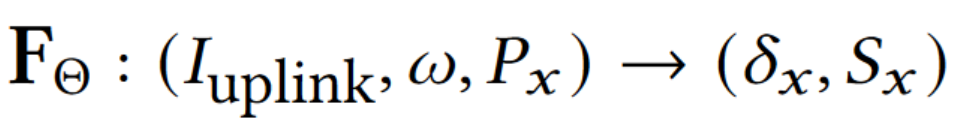 F_Θ : (I_uplink, ω, P_x) → (δ_x, S_x)